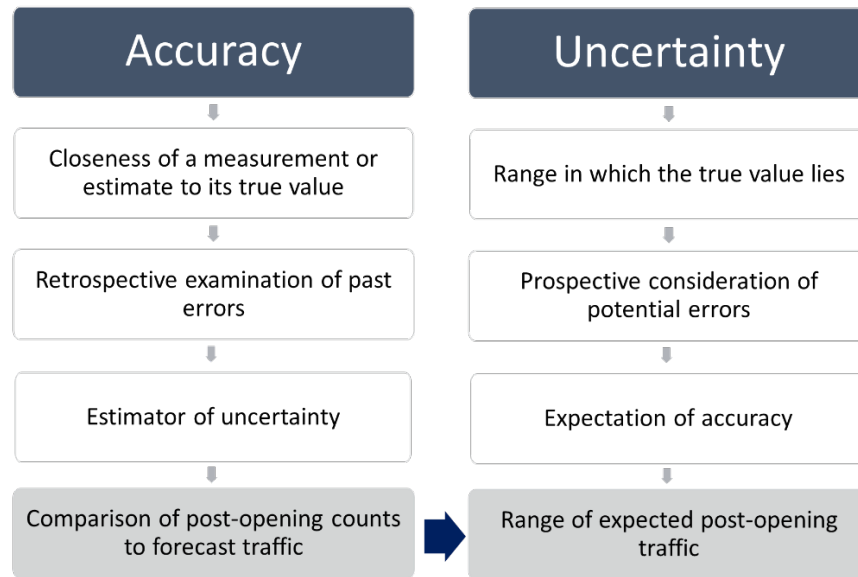 Accuracy
Closeness of a measurement or
estimate to its true value
Retrospective examination of past
errors
Estimator of uncertainty
Comparison of post-opening counts
to forecast traffic
Uncertainty
Range in which the true value lies
Prospective consideration of
potential errors
Expectation of accuracy
Range of expected post-opening
traffic